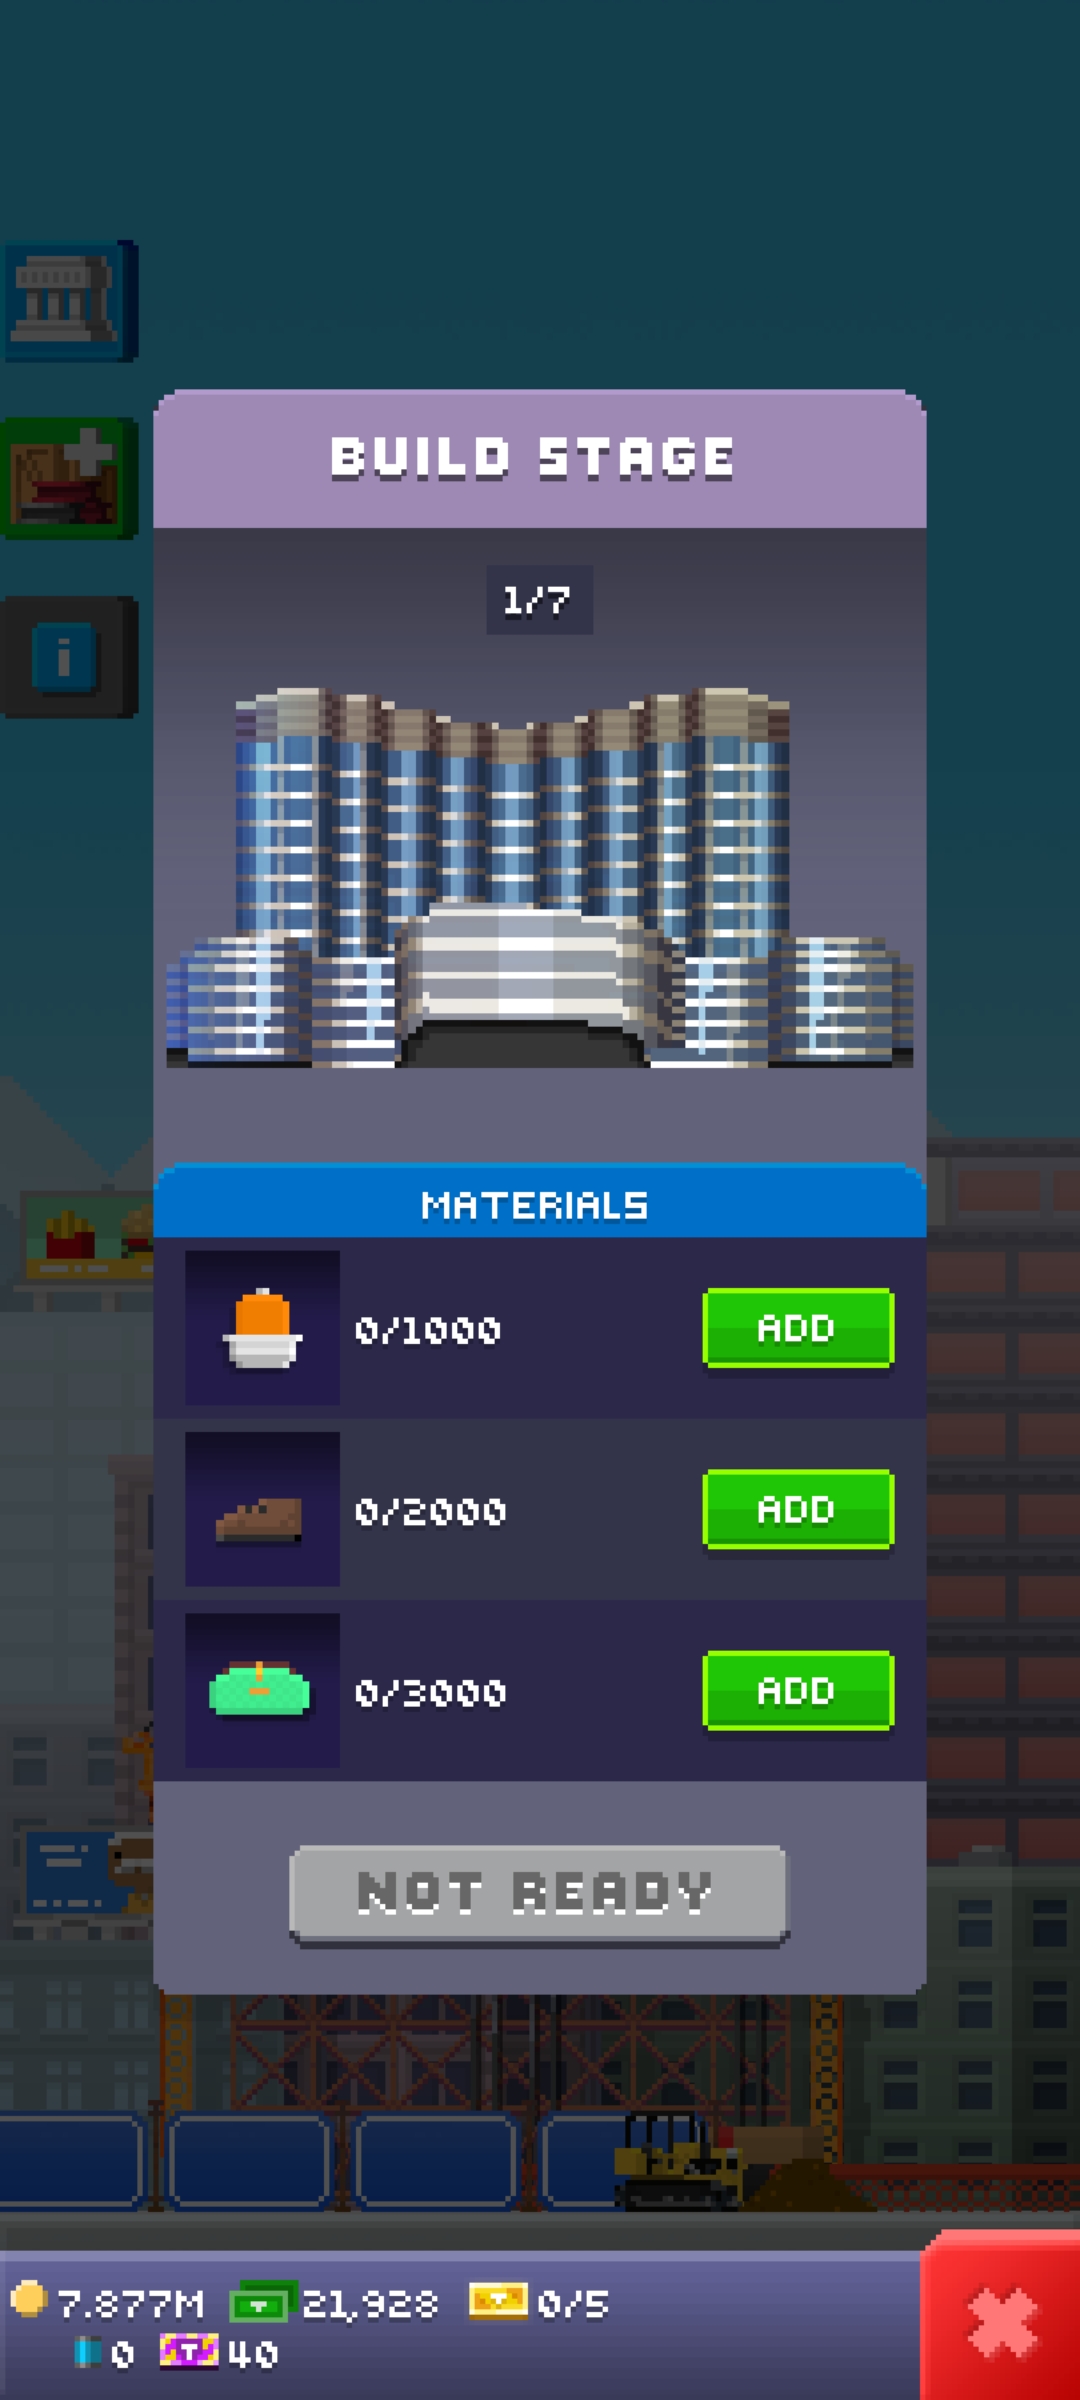 BUILD STAGE
1/7
MATERIALS
0/1000
ADD
0/2000
ADD
0/3000
ADD
NOT READY
7.877M 21,928 0/5
0 40